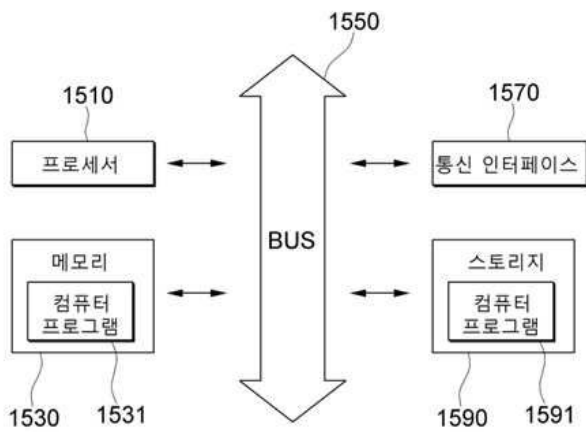 1550
1510
1570
프로세서
통신 인터페이스
BUS
메모리
컴퓨터
프로그램
스토리지
컴퓨터
프로그램
1530
1531
1590
1591